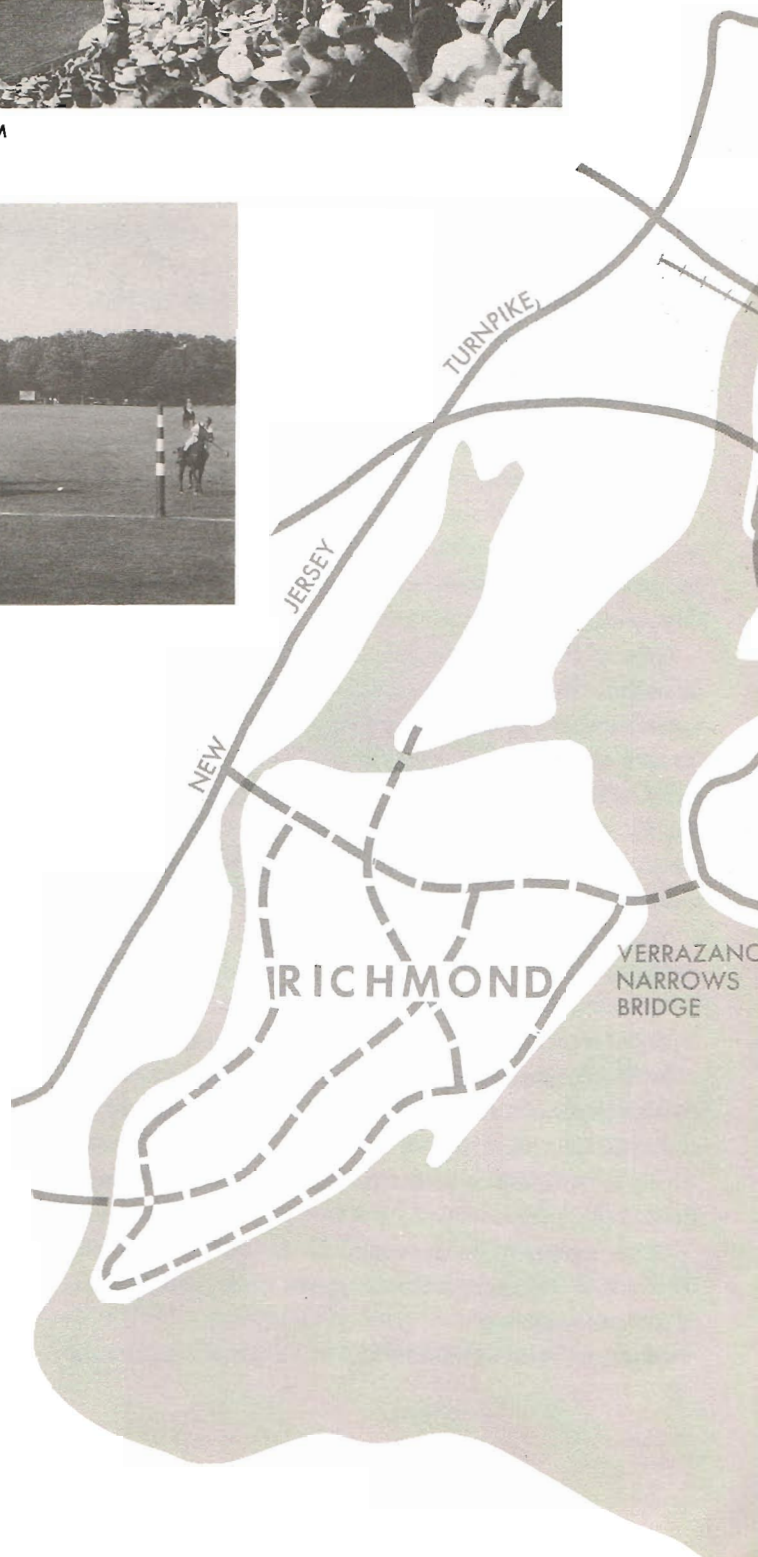 M
TURNPIKE,
JERSEY
NEW
RICHMOND
VERRAZANO
NARROWS
BRIDGE